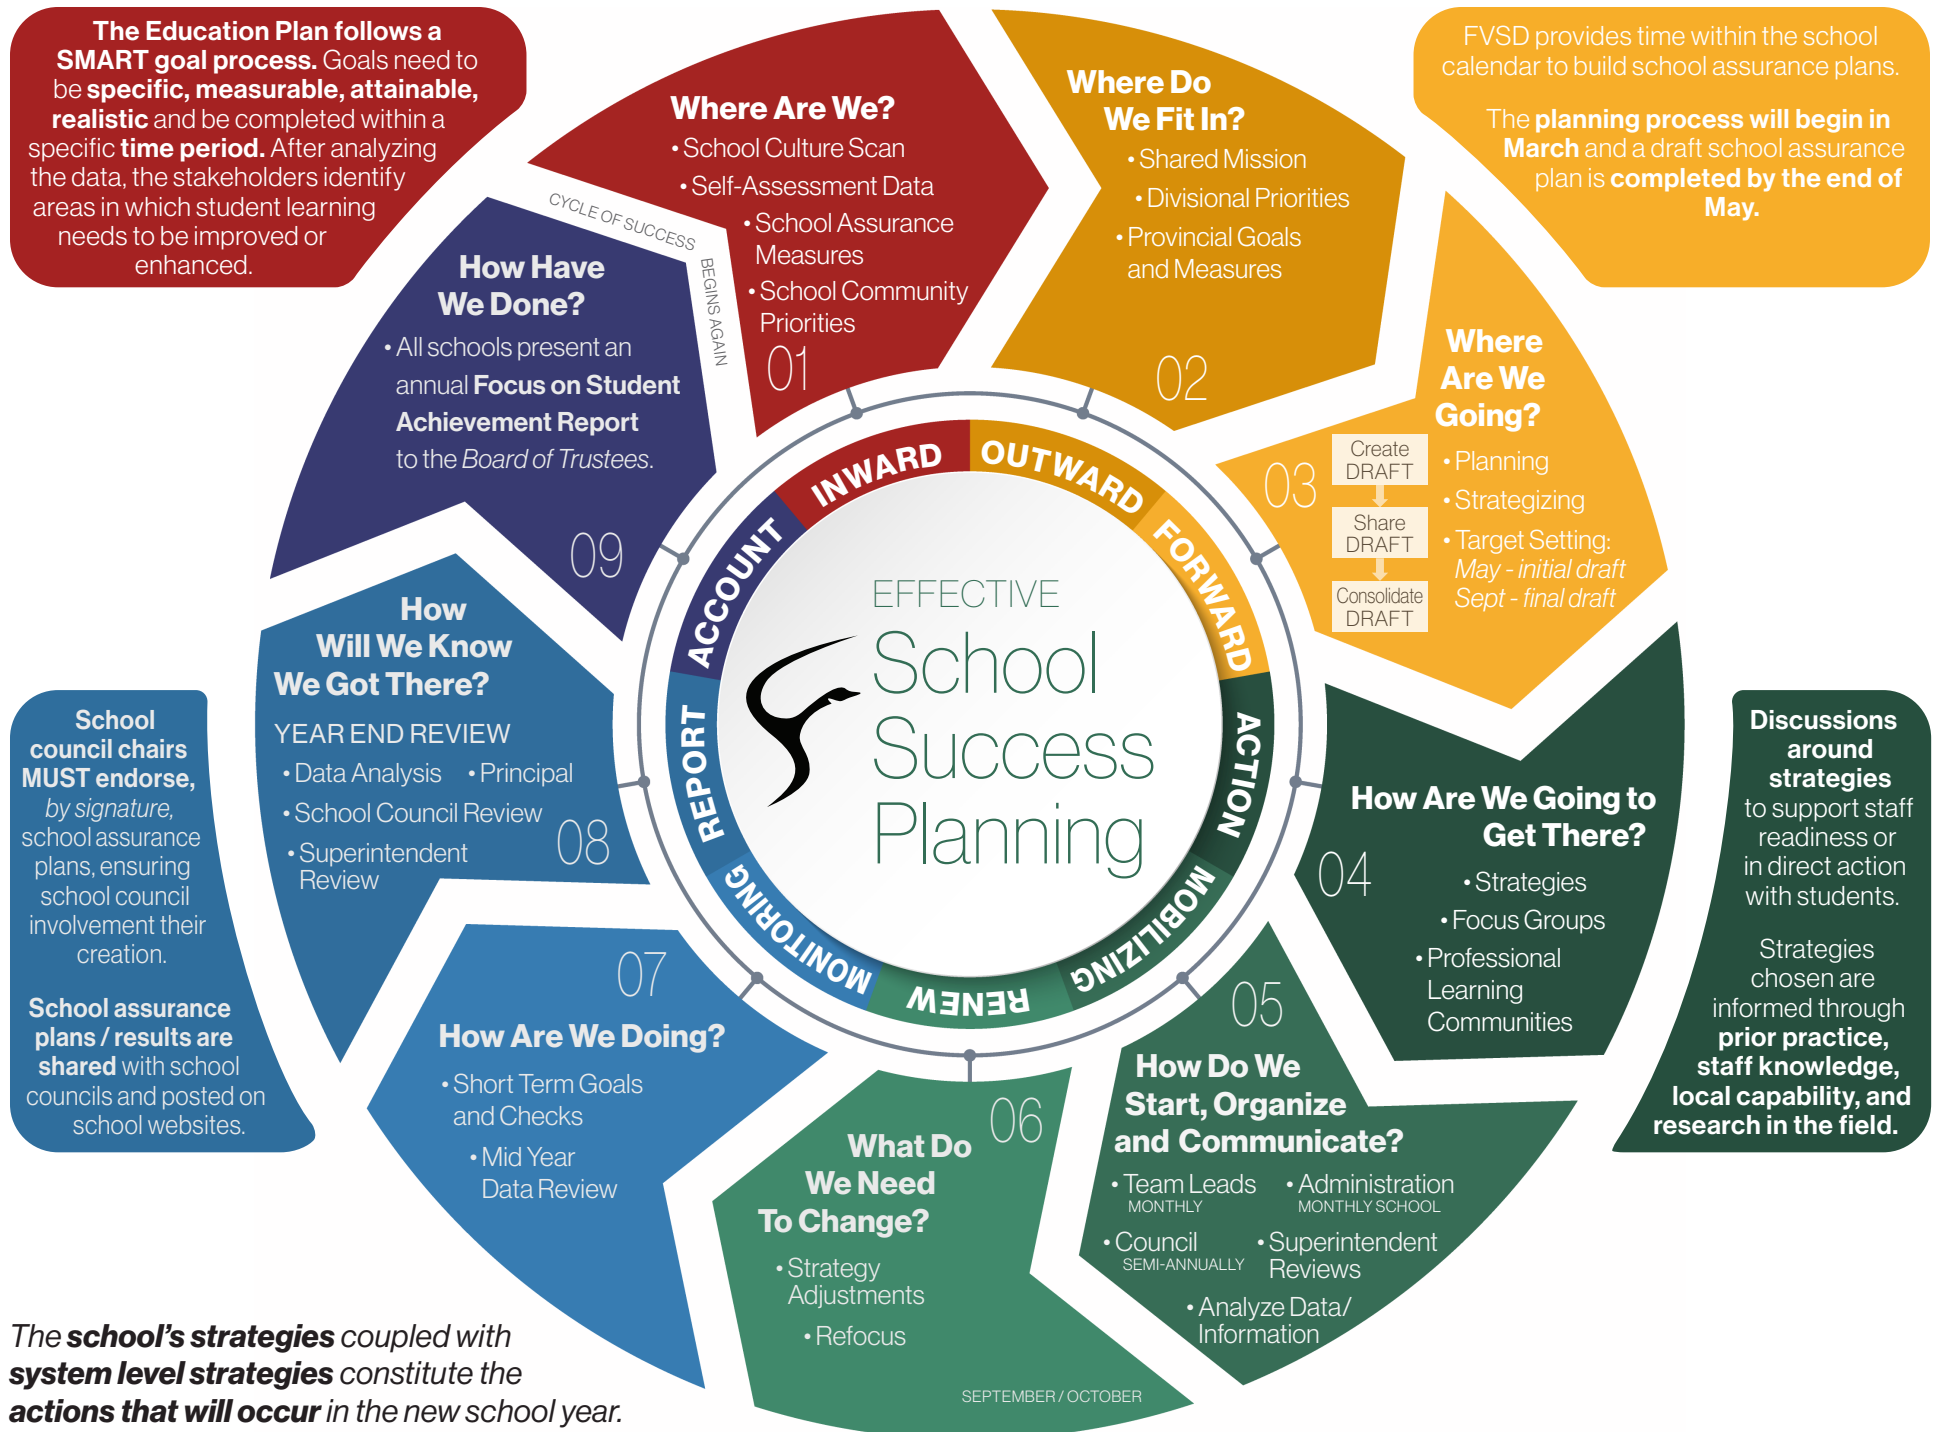 The Education Plan follows a
SMART goal process. Goals need to
be specific, measurable, attainable,
realistic and be completed within a
specific time period. After analyzing
the data, the stakeholders identify
areas in which student learning
needs to be improved or
enhanced.
FVSD provides time within the school
calendar to build school assurance plans.
The planning process will begin in
March and a draft school assurance
plan is completed by the end of
May.
Where Are We?
• School Culture Scan
• Self-Assessment Data
• School Assurance
Measures
• School Community
Priorities
01
Where Do
We Fit In?
• Shared Mission
• Divisional Priorities
• Provincial Goals
and Measures
02
Where
Are We
Going?
03
Create
DRAFT
Share
DRAFT
Consolidate
DRAFT
• Planning
• Strategizing
• Target Setting:
May - initial draft
Sept - final draft
How Are We Going to
Get There?
04
• Strategies
• Focus Groups
• Professional
Learning
Communities
Discussions
around
strategies
to support staff
readiness or
in direct action
with students.
Strategies
chosen are
informed through
prior practice,
staff knowledge,
local capability, and
research in the field.
05
How Do We
Start, Organize
and Communicate?
• Team Leads
MONTHLY
• Administration
MONTHLY SCHOOL
• Council
SEMI-ANNUALLY
• Superintendent
Reviews
• Analyze Data/
Information
06
What Do
We Need
To Change?
• Strategy
Adjustments
• Refocus
SEPTEMBER / OCTOBER
07
How Are We Doing?
• Short Term Goals
and Checks
• Mid Year
Data Review
How
Will We Know
We Got There?
YEAR END REVIEW
• Data Analysis • Principal
• School Council Review
• Superintendent
Review
08
School
council chairs
MUST endorse,
by signature,
school assurance
plans, ensuring
school council
involvement their
creation.
School assurance
plans / results are
shared with school
councils and posted on
school websites.
How Have
We Done?
• All schools present an
annual Focus on Student
Achievement Report
to the Board of Trustees.
09
CYCLE OF SUCCESS
BEGINS AGAIN
INWARD
OUTWARD
FORWARD
ACTION
MOBILIZING
RENEW
MONITORING
REPORT
ACCOUNT
EFFECTIVE
School
Success
Planning
The school's strategies coupled with
system level strategies constitute the
actions that will occur in the new school year.